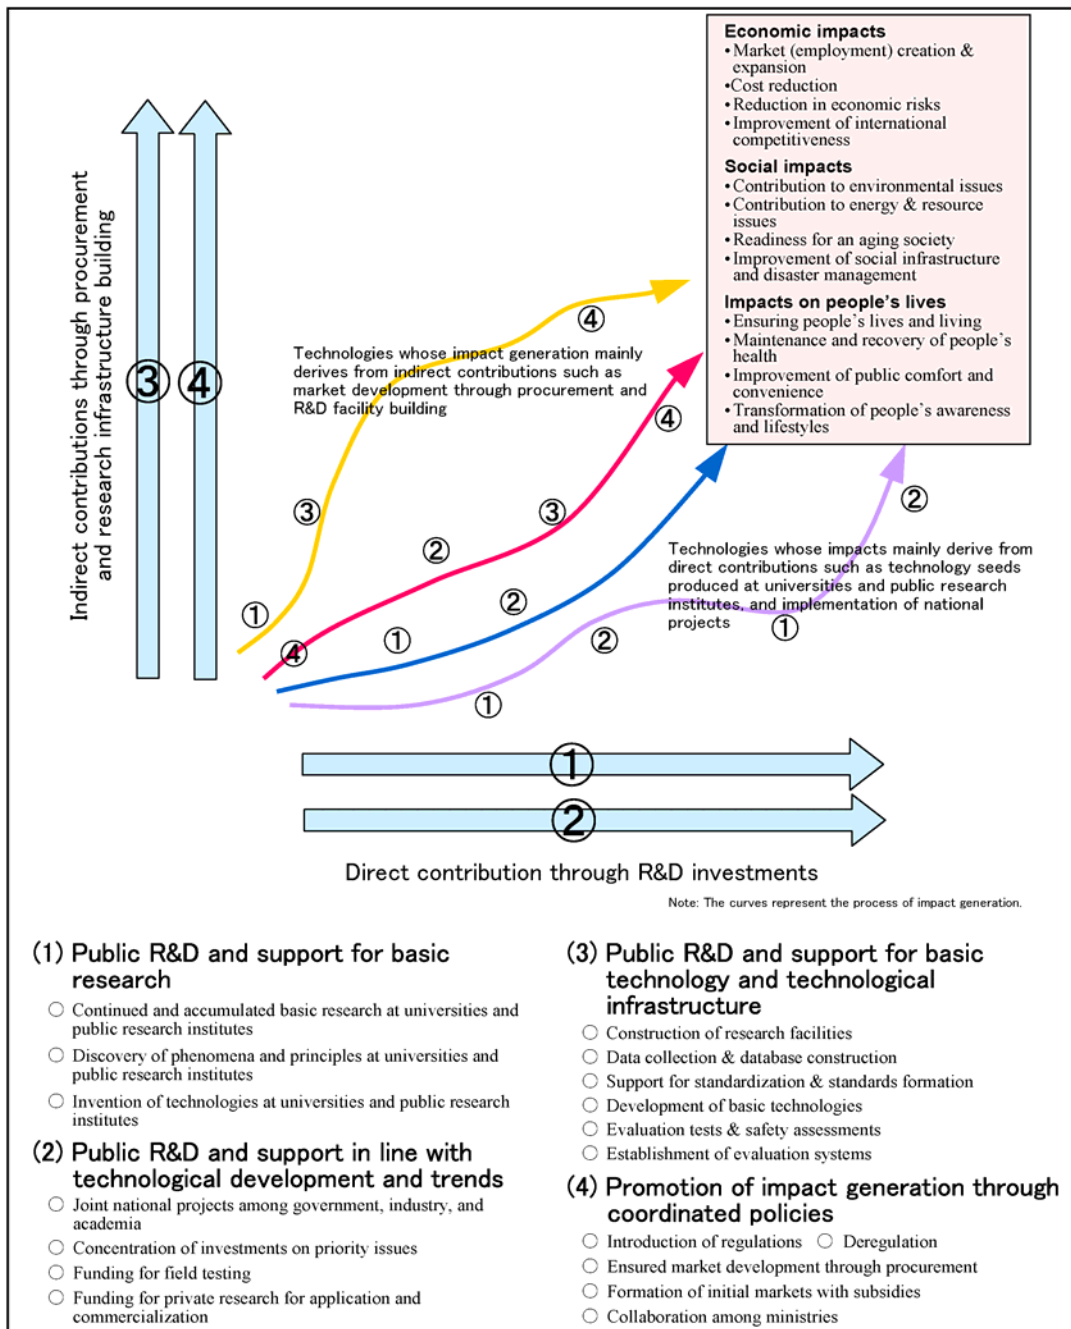 Economic impacts
•Market (employment) creation &
expansion
•Cost reduction
•Reduction in economic risks
•Improvement of international
competitiveness
Social impacts
•Contribution to environmental issues
•Contribution to energy & resource
issues
•Readiness for an aging society
•Improvement of social infrastructure
and disaster management
Impacts on people's lives
•Ensuring people's lives and living
•Maintenance and recovery of people's
health
•Improvement of public comfort and
convenience
•Transformation of people's awareness
and lifestyles
Indirect contributions through procurement
and research infrastructure building
③ ④
Technologies whose impact generation mainly
derives from indirect contributions such as
market development through procurement and
R&D facility building
① ③ ④
④ ② ③ ④
① ②
① ② ① ②
Technologies whose impacts mainly derive from
direct contributions such as technology seeds
produced at universities and public research
institutes, and implementation of national
projects
①
②
Direct contribution through R&D investments
Note: The curves represent the process of impact generation.
(1) Public R&D and support for basic
research
○ Continued and accumulated basic research at universities and
public research institutes
○ Discovery of phenomena and principles at universities and
public research institutes
○ Invention of technologies at universities and public research
institutes
(2) Public R&D and support in line with
technological development and trends
○ Joint national projects among government, industry, and
academia
○ Concentration of investments on priority issues
○ Funding for field testing
○ Funding for private research for application and
commercialization
(3) Public R&D and support for basic
technology and technological
infrastructure
○ Construction of research facilities
○ Data collection & database construction
○ Support for standardization & standards formation
○ Development of basic technologies
○ Evaluation tests & safety assessments
○ Establishment of evaluation systems
(4) Promotion of impact generation through
coordinated policies
○ Introduction of regulations ○ Deregulation
○ Ensured market development through procurement
○ Formation of initial markets with subsidies
○ Collaboration among ministries